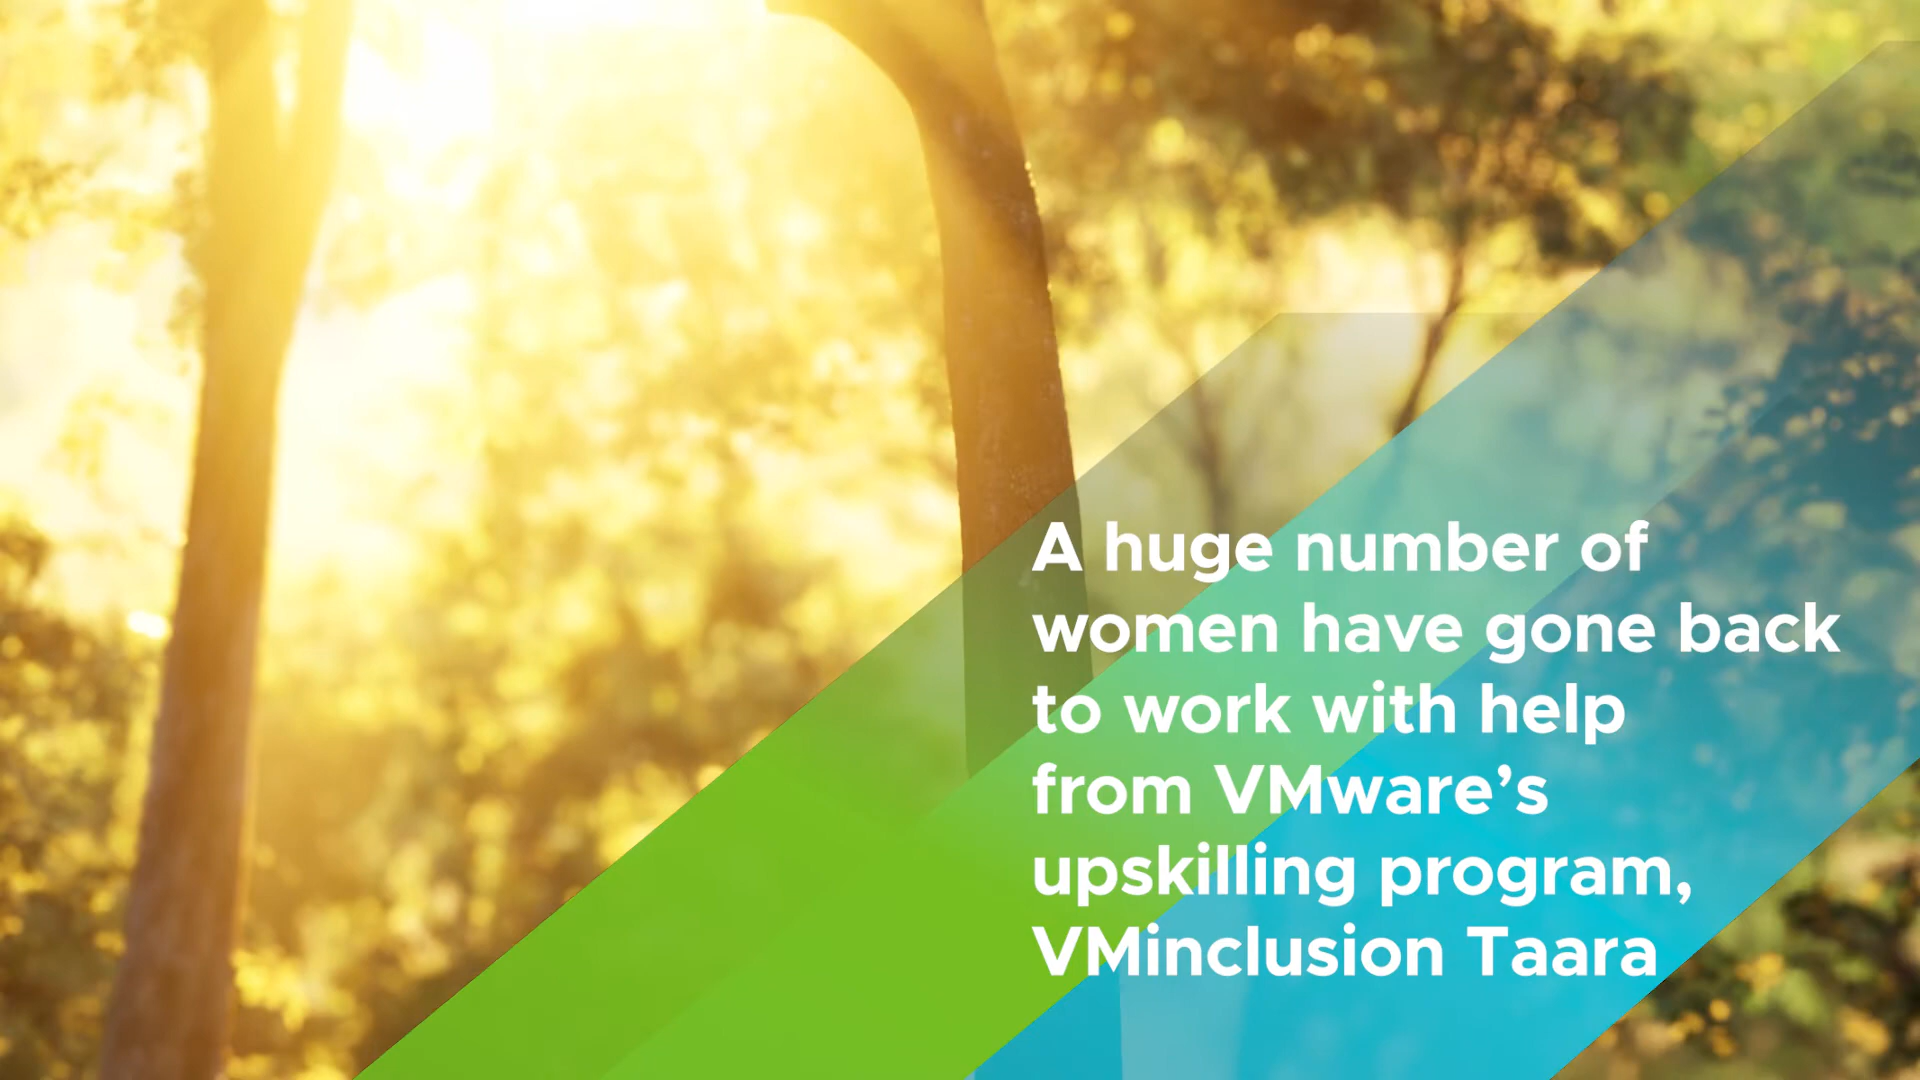 A huge number of
women have gone back
to work with help
from VMware’s
upskilling program,
VMinclusion Taara